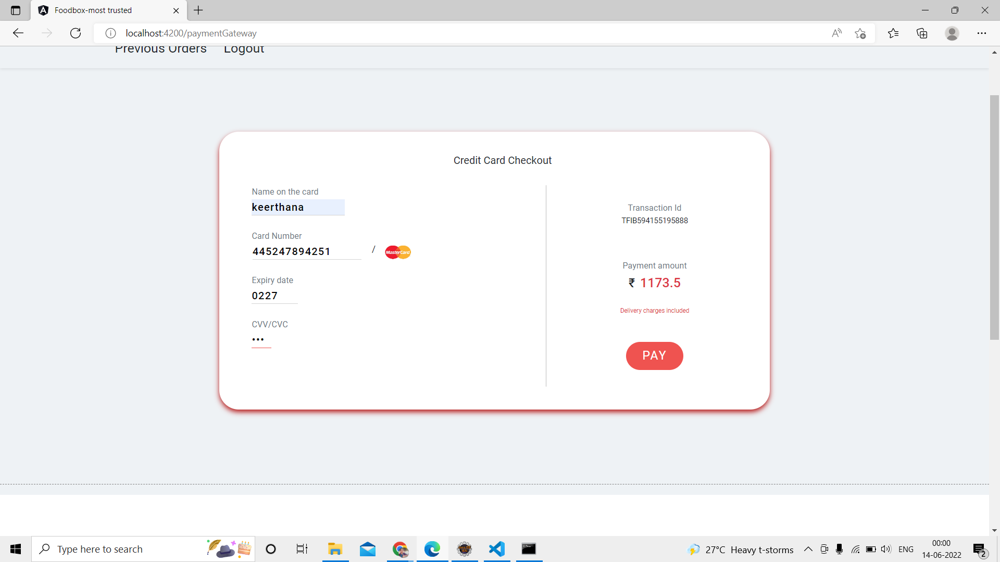 Foodbox-most trusted
localhost:4200/paymentGateway
Previous Orders Logout
Credit Card Checkout
Name on the card
keerthana
Card Number
445247894251 / MasterCard
Expiry date
0227
CVV/CVC
•••
Transaction Id
TFIB594155195888
Payment amount
₹ 1173.5
Delivery charges included
PAY
Type here to search
27°C Heavy t-storms
ENG
00:00
14-06-2022
2